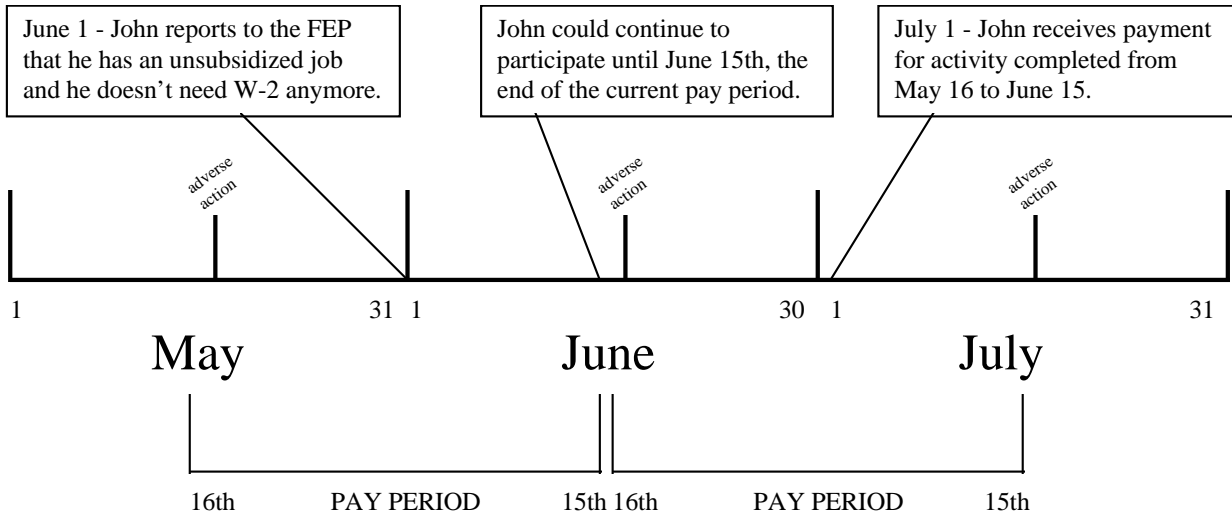 June 1 - John reports to the FEP
that he has an unsubsidized job
and he doesn't need W-2 anymore.
John could continue to
participate until June 15th, the
end of the current pay period.
July 1 - John receives payment
for activity completed from
May 16 to June 15.
adverse
action
adverse
action
adverse
action
1
31
1
30
1
31
May
June
July
16th
PAY PERIOD
15th
16th
PAY PERIOD
15th